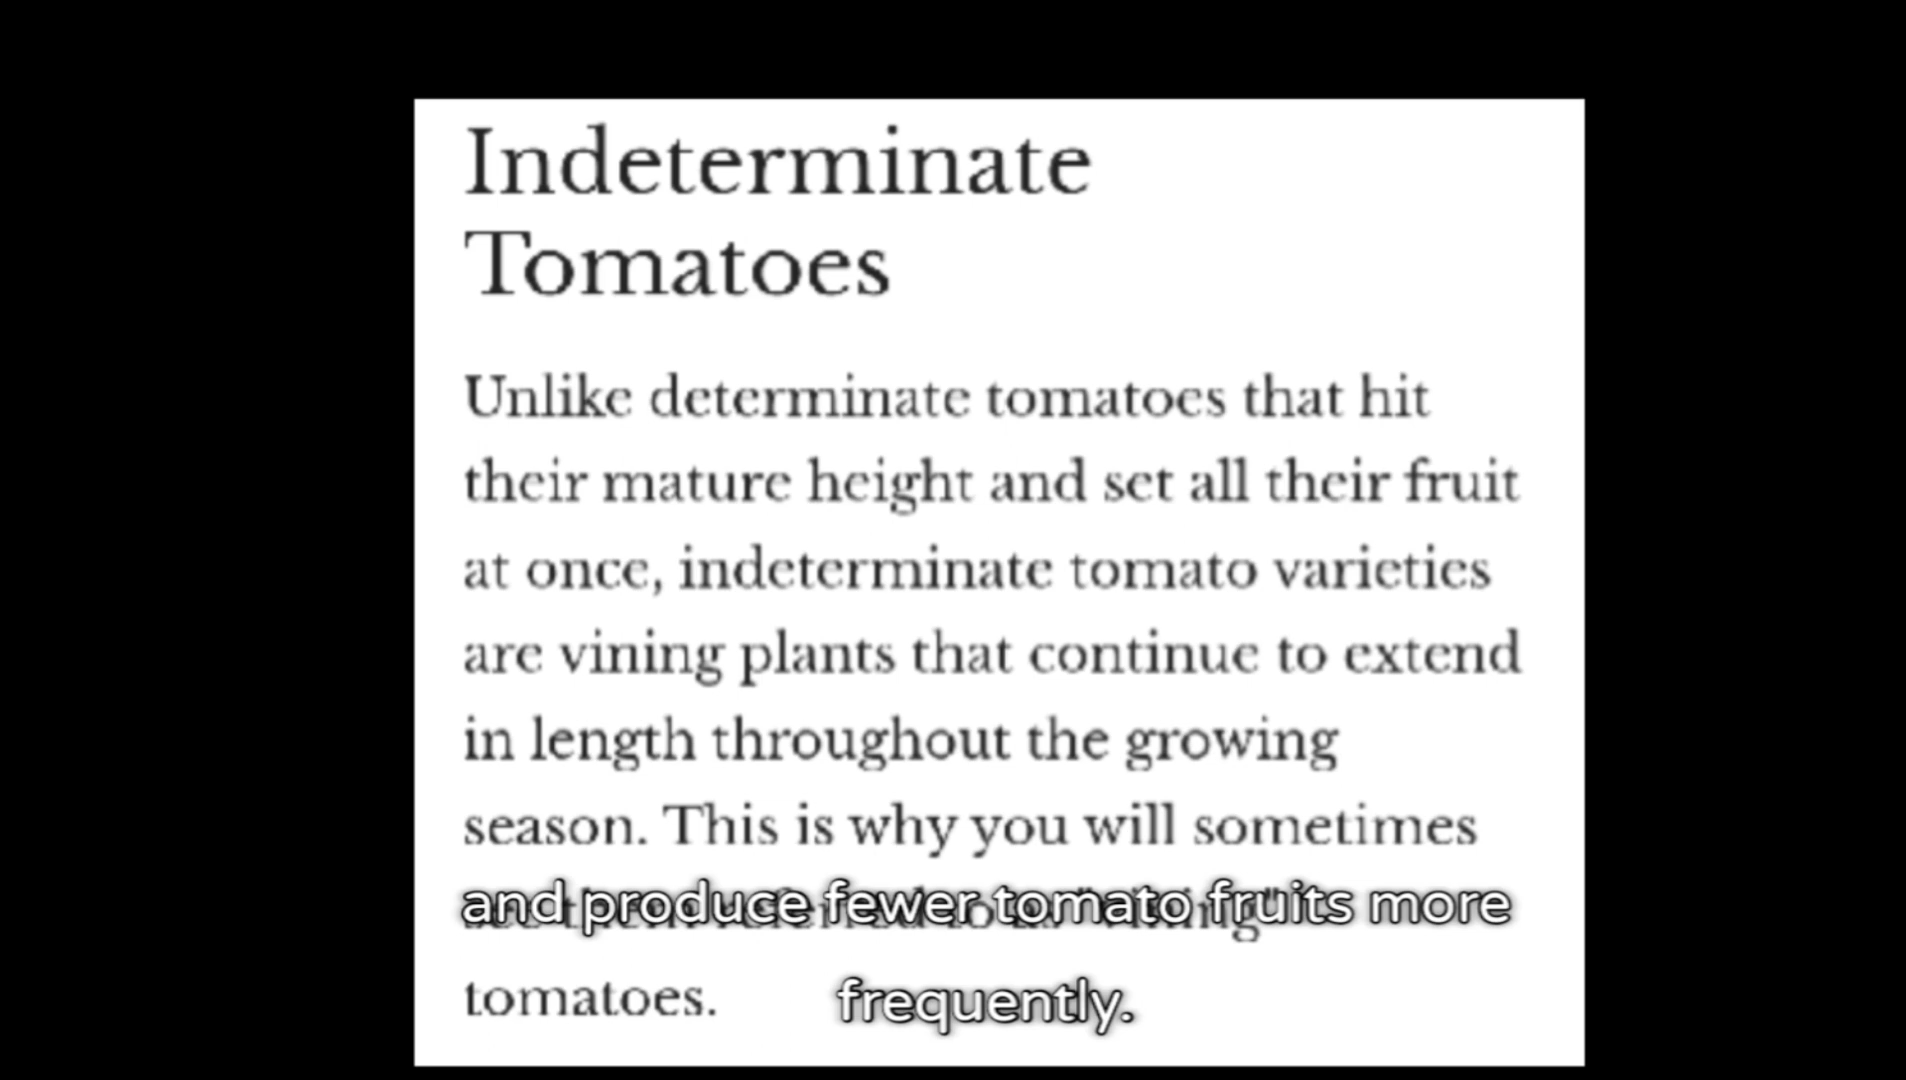 Indeterminate
Tomatoes
Unlike determinate tomatoes that hit
their mature height and set all their fruit
at once, indeterminate tomato varieties
are vining plants that continue to extend
in length throughout the growing
season. This is why you will sometimes
and produce fewer tomato fruits more
tomatoes.
frequently.